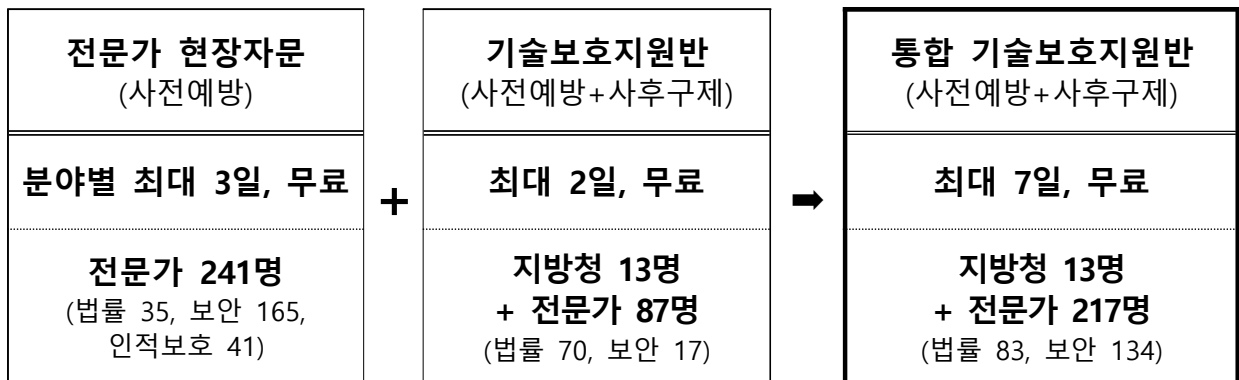 전문가 현장자문
(사전예방)
분야별 최대 3일, 무료
전문가 241명
(법률 35, 보안 165,
인적보호 41)
+
기술보호지원반
(사전예방+사후구제)
최대 2일, 무료
지방청 13명
+ 전문가 87명
(법률 70, 보안 17)
➡
통합 기술보호지원반
(사전예방+사후구제)
최대 7일, 무료
지방청 13명
+ 전문가 217명
(법률 83, 보안 134)